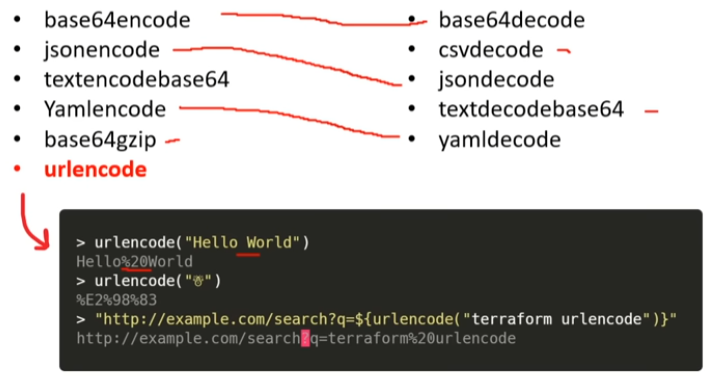 • base64encode
• jsonencode
• textencodebase64
• Yamlencode
• base64gzip
• urlencode
• base64decode
• csvdecode
• jsondecode
• textdecodebase64
• yamldecode
> urlencode("Hello World")
Hello%20World
> urlencode("☃")
%E2%98%83
> "http://example.com/search?q=${urlencode("terraform urlencode")}"
http://example.com/search?q=terraform%20urlencode